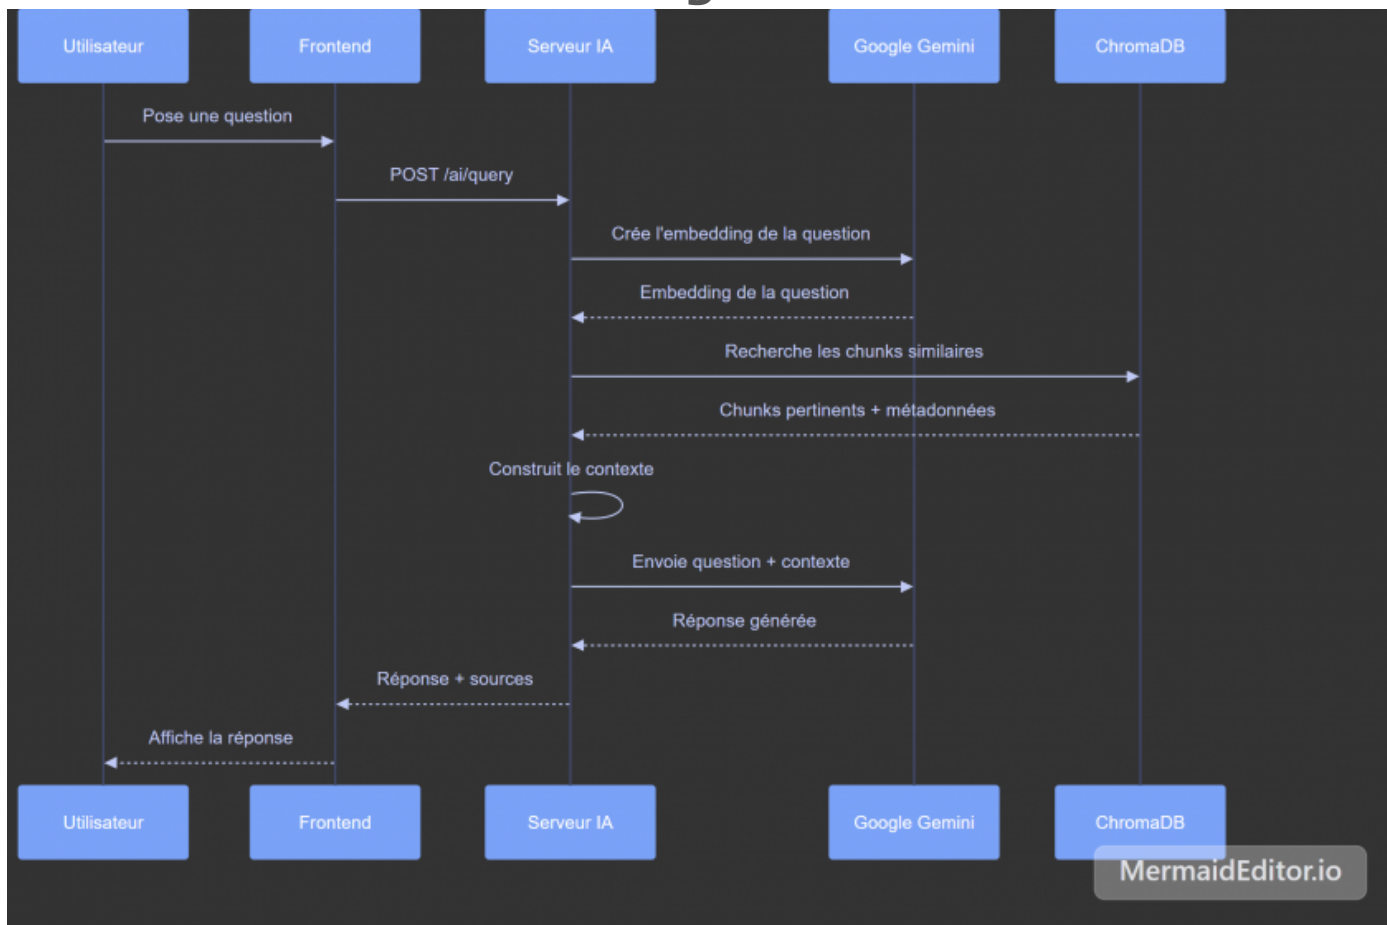 Utilisateur Frontend Serveur IA Google Gemini ChromaDB
Pose une question
POST /ai/query
Crée l'embedding de la question
Embedding de la question
Recherche les chunks similaires
Chunks pertinents + métadonnées
Construit le contexte
Envoie question + contexte
Réponse générée
Réponse + sources
Affiche la réponse
Utilisateur Frontend Serveur IA Google Gemini ChromaDB
MermaidEditor.io